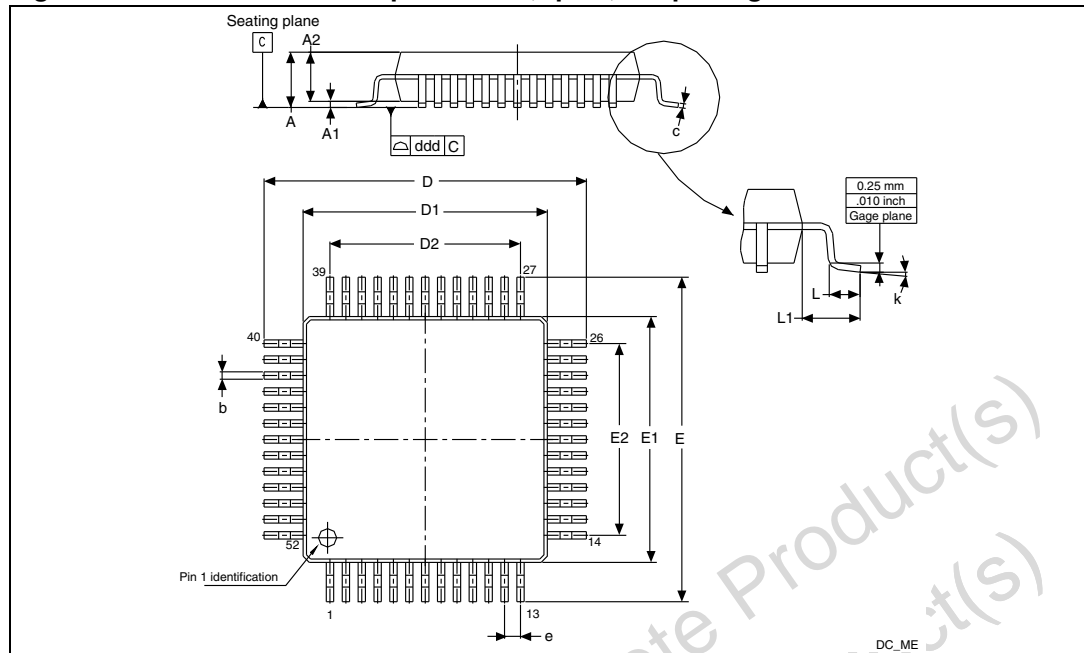 Seating plane
C
A2
A
A1
ddd C
c
D
D1
D2
39
27
0.25 mm
.010 inch
Gage plane
L
k
L1
40
26
b
E2 E1 E
52
14
Pin 1 identification
1
13
e
DC_ME
Product(s)